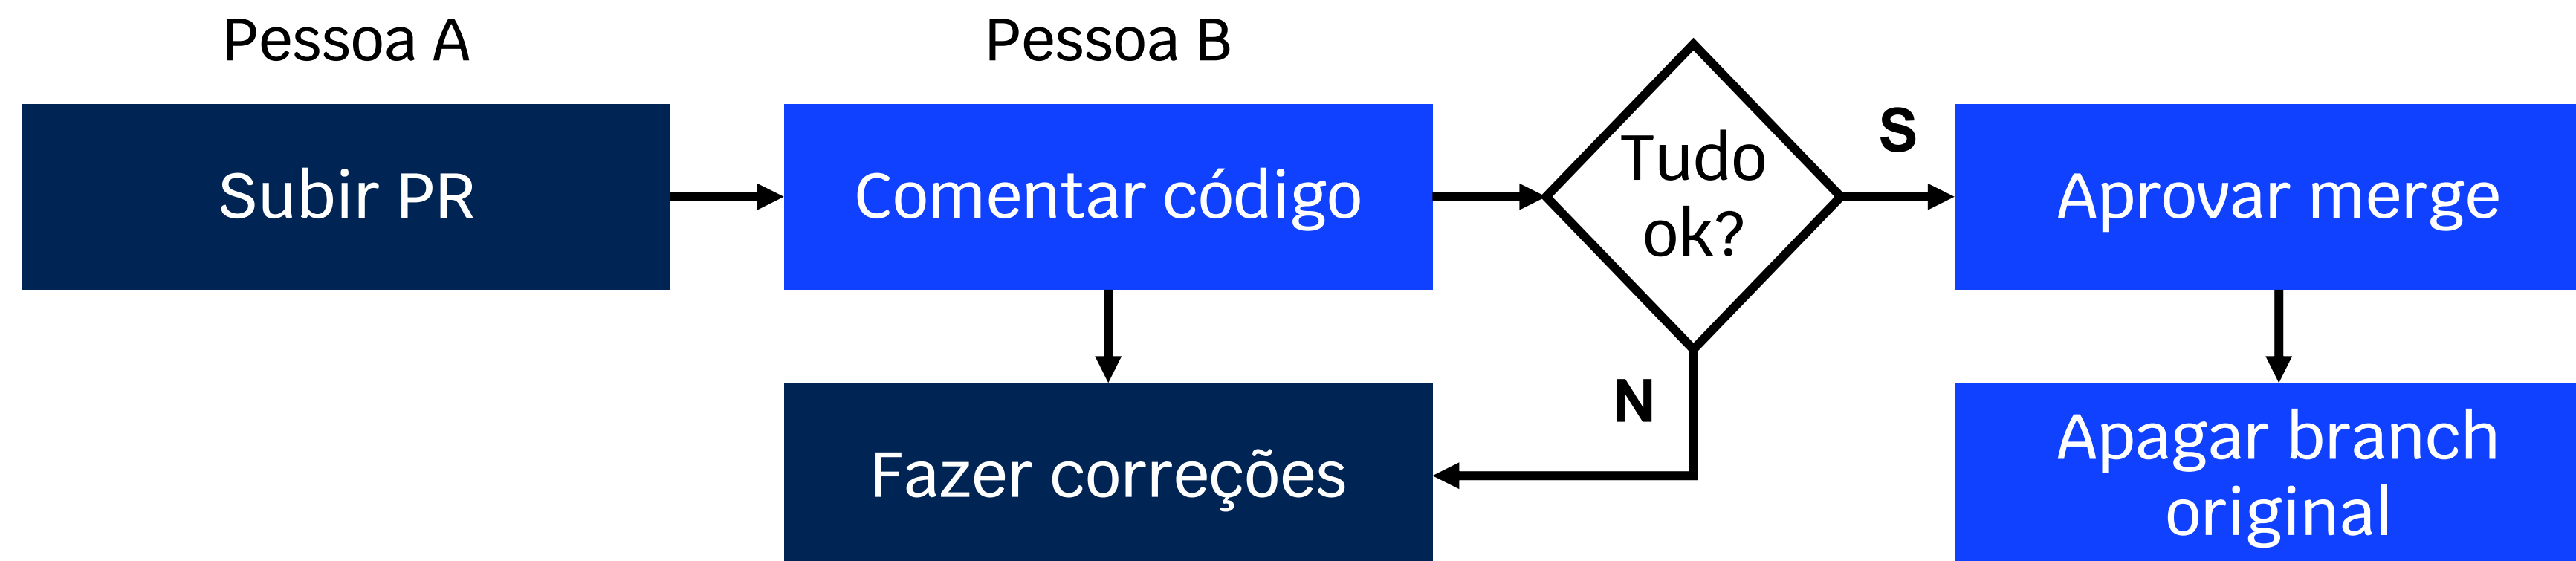 Pessoa A
Pessoa B
Subir PR
Comentar código
Tudo
ok?
S
Aprovar merge
N
Fazer correções
Apagar branch
original